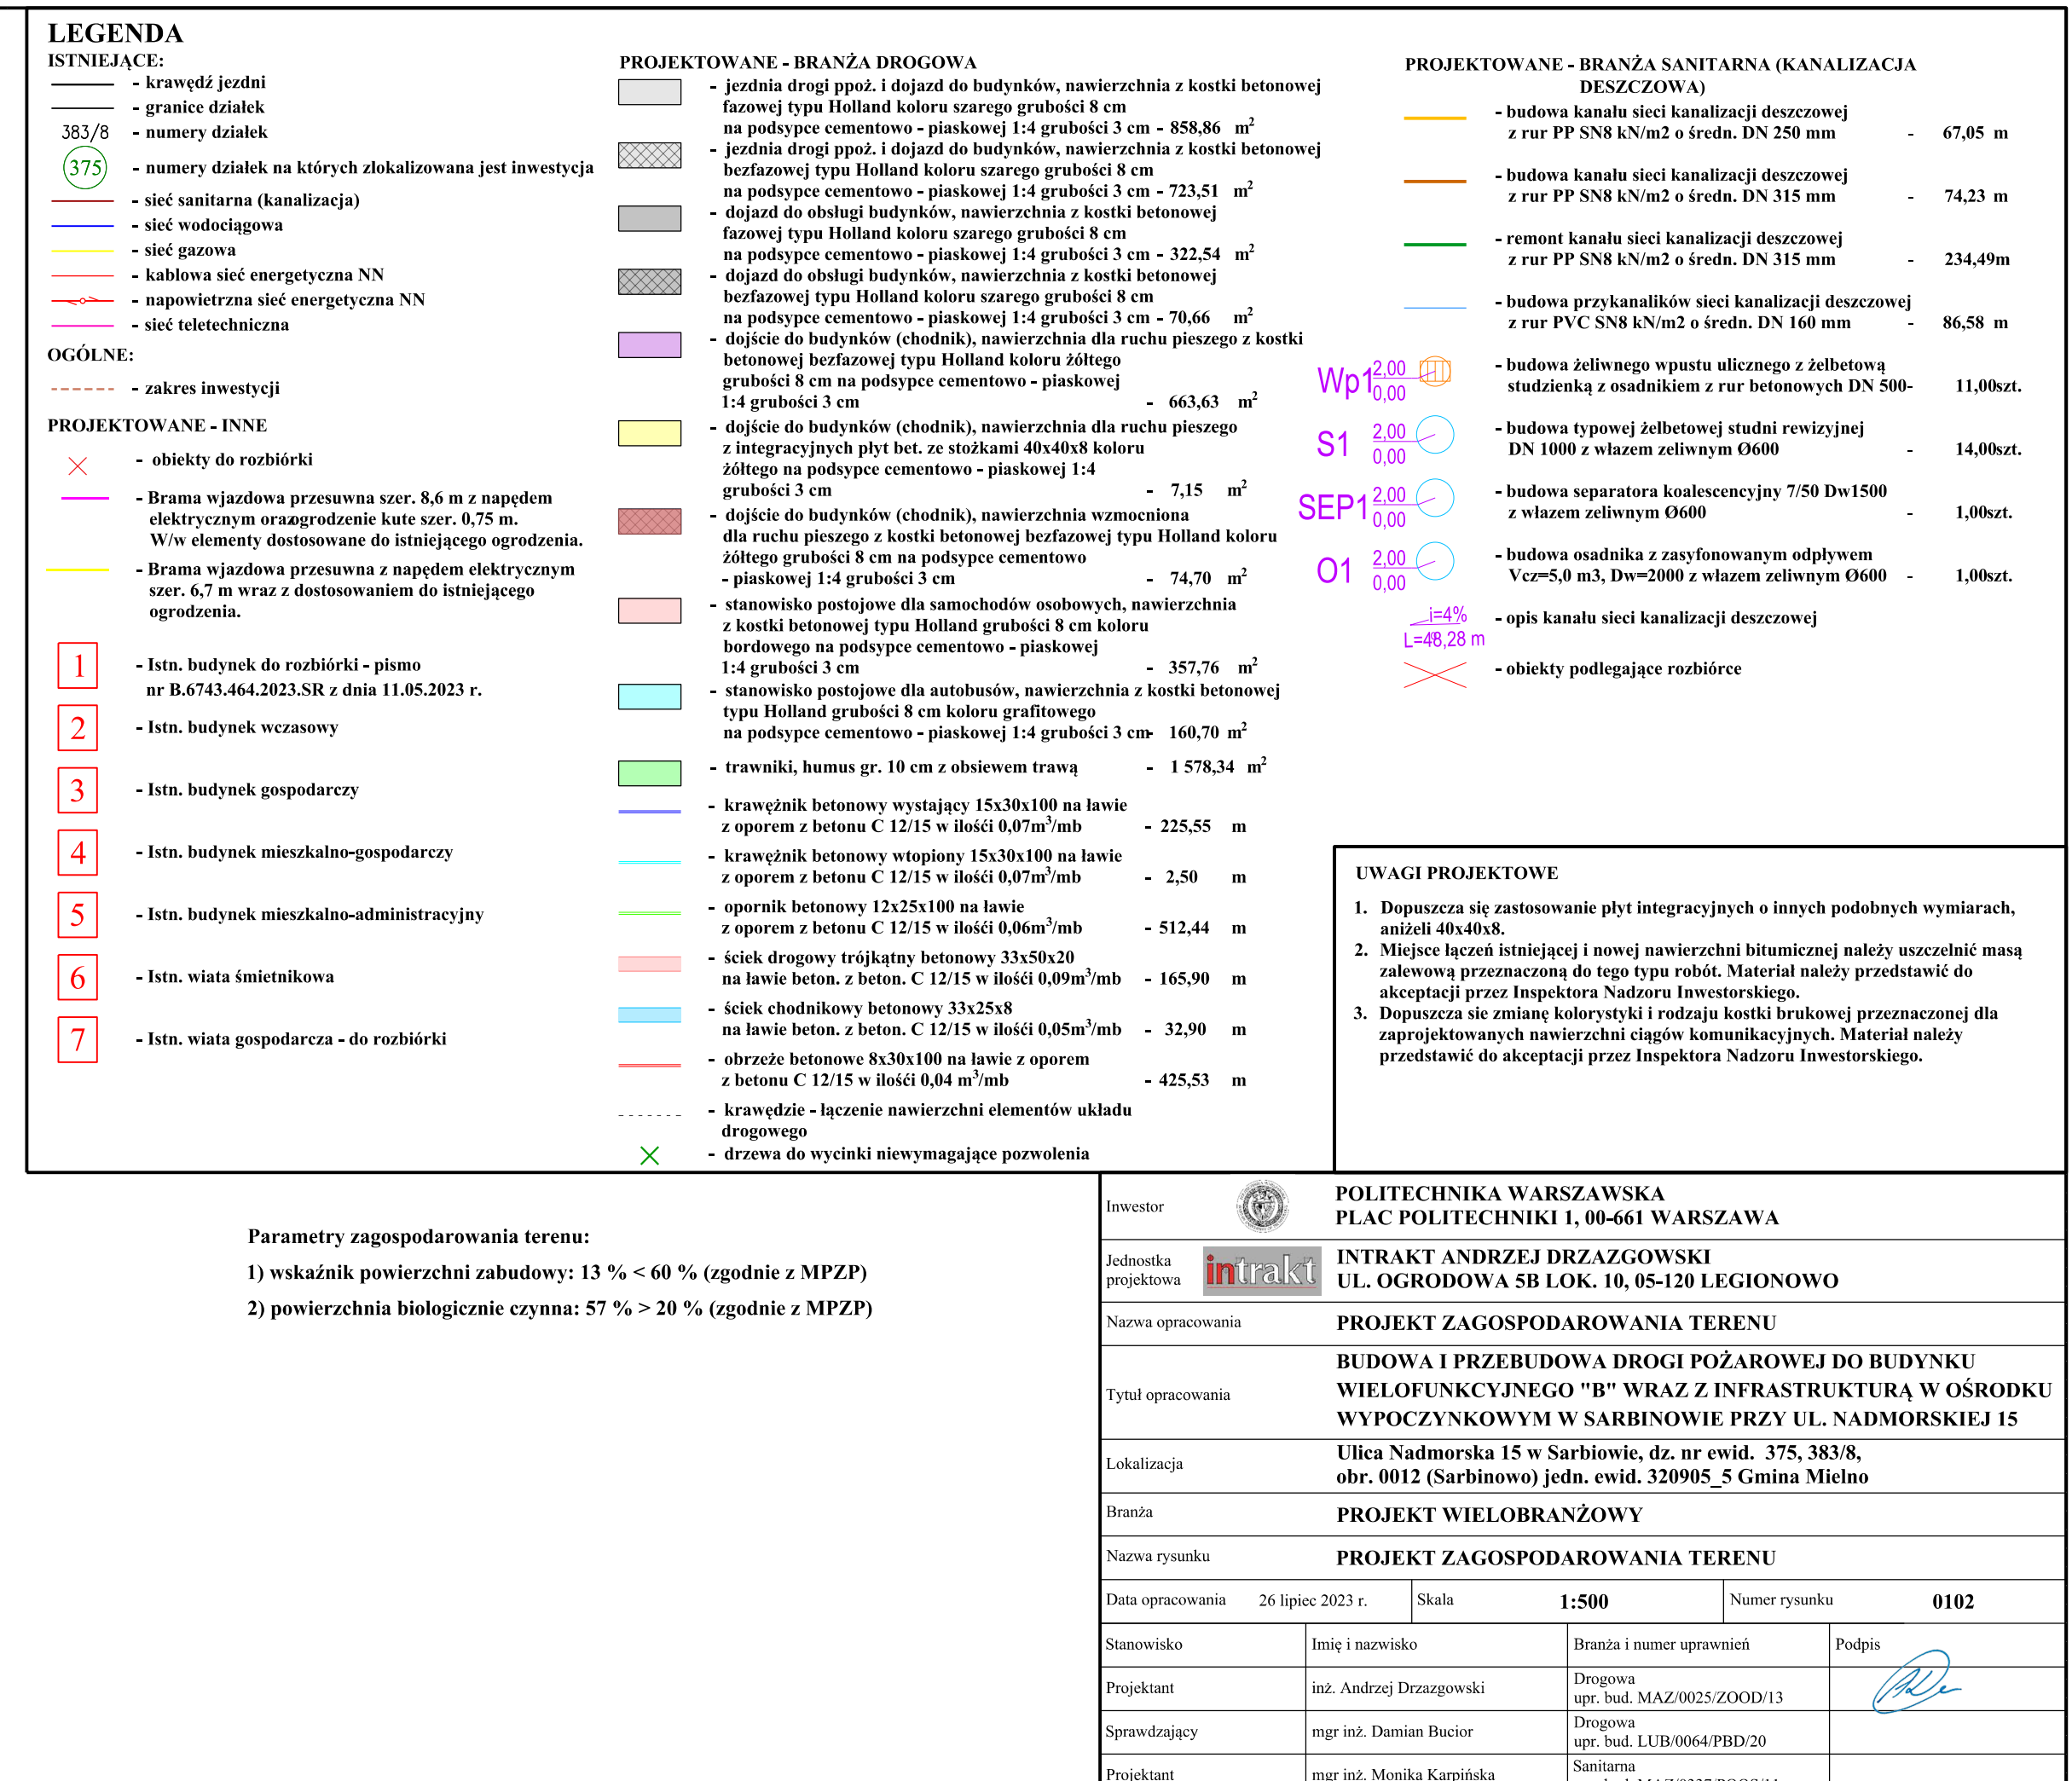 LEGENDA
ISTNIEJĄCE:
- krawędź jezdni
- granice działek
383/8 - numery działek
375 - numery działek na których zlokalizowana jest inwestycja
- sieć sanitarna (kanalizacja)
- sieć wodociągowa
- sieć gazowa
- kablowa sieć energetyczna NN
- napowietrzna sieć energetyczna NN
- sieć teletechniczna
OGÓLNE:
- zakres inwestycji
PROJEKTOWANE - INNE
- obiekty do rozbiórki
- Brama wjazdowa przesuwna szer. 8,6 m z napędem
elektrycznym orazogrodzenie kute szer. 0,75 m.
W/w elementy dostosowane do istniejącego ogrodzenia.
- Brama wjazdowa przesuwna z napędem elektrycznym
szer. 6,7 m wraz z dostosowaniem do istniejącego
ogrodzenia.
1 - Istn. budynek do rozbiórki - pismo
nr B.6743.464.2023.SR z dnia 11.05.2023 r.
2 - Istn. budynek wczasowy
3 - Istn. budynek gospodarczy
4 - Istn. budynek mieszkalno-gospodarczy
5 - Istn. budynek mieszkalno-administracyjny
6 - Istn. wiata śmietnikowa
7 - Istn. wiata gospodarcza - do rozbiórki
PROJEKTOWANE - BRANŻA DROGOWA
- jezdnia drogi ppoż. i dojazd do budynków, nawierzchnia z kostki betonowej
fazowej typu Holland koloru szarego grubości 8 cm
na podsypce cementowo - piaskowej 1:4 grubości 3 cm - 858,86 m²
- jezdnia drogi ppoż. i dojazd do budynków, nawierzchnia z kostki betonowej
bezfazowej typu Holland koloru szarego grubości 8 cm
na podsypce cementowo - piaskowej 1:4 grubości 3 cm - 723,51 m²
- dojazd do obsługi budynków, nawierzchnia z kostki betonowej
fazowej typu Holland koloru szarego grubości 8 cm
na podsypce cementowo - piaskowej 1:4 grubości 3 cm - 322,54 m²
- dojazd do obsługi budynków, nawierzchnia z kostki betonowej
bezfazowej typu Holland koloru szarego grubości 8 cm
na podsypce cementowo - piaskowej 1:4 grubości 3 cm - 70,66 m²
- dojście do budynków (chodnik), nawierzchnia dla ruchu pieszego z kostki
betonowej bezfazowej typu Holland koloru żółtego
grubości 8 cm na podsypce cementowo - piaskowej
1:4 grubości 3 cm - 663,63 m²
- dojście do budynków (chodnik), nawierzchnia dla ruchu pieszego
z integracyjnych płyt bet. ze stożkami 40x40x8 koloru
żółtego na podsypce cementowo - piaskowej 1:4
grubości 3 cm - 7,15 m²
- dojście do budynków (chodnik), nawierzchnia wzmocniona
dla ruchu pieszego z kostki betonowej bezfazowej typu Holland koloru
żółtego grubości 8 cm na podsypce cementowo
- piaskowej 1:4 grubości 3 cm - 74,70 m²
- stanowisko postojowe dla samochodów osobowych, nawierzchnia
z kostki betonowej typu Holland grubości 8 cm koloru
bordowego na podsypce cementowo - piaskowej
1:4 grubości 3 cm - 357,76 m²
- stanowisko postojowe dla autobusów, nawierzchnia z kostki betonowej
typu Holland grubości 8 cm koloru grafitowego
na podsypce cementowo - piaskowej 1:4 grubości 3 cm- 160,70 m²
- trawniki, humus gr. 10 cm z obsiewem trawą - 1 578,34 m²
- krawężnik betonowy wystający 15x30x100 na ławie
z oporem z betonu C 12/15 w ilośći 0,07m³/mb - 225,55 m
- krawężnik betonowy wtopiony 15x30x100 na ławie
z oporem z betonu C 12/15 w ilośći 0,07m³/mb - 2,50 m
- opornik betonowy 12x25x100 na ławie
z oporem z betonu C 12/15 w ilośći 0,06m³/mb - 512,44 m
- ściek drogowy trójkątny betonowy 33x50x20
na ławie beton. z beton. C 12/15 w ilośći 0,09m³/mb - 165,90 m
- ściek chodnikowy betonowy 33x25x8
na ławie beton. z beton. C 12/15 w ilośći 0,05m³/mb - 32,90 m
- obrzeże betonowe 8x30x100 na ławie z oporem
z betonu C 12/15 w ilośći 0,04 m³/mb - 425,53 m
- krawędzie - łączenie nawierzchni elementów układu
drogowego
- drzewa do wycinki niewymagające pozwolenia
PROJEKTOWANE - BRANŻA SANITARNA (KANALIZACJA
DESZCZOWA)
- budowa kanału sieci kanalizacji deszczowej
z rur PP SN8 kN/m2 o średn. DN 250 mm - 67,05 m
- budowa kanału sieci kanalizacji deszczowej
z rur PP SN8 kN/m2 o średn. DN 315 mm - 74,23 m
- remont kanału sieci kanalizacji deszczowej
z rur PP SN8 kN/m2 o średn. DN 315 mm - 234,49m
- budowa przykanalików sieci kanalizacji deszczowej
z rur PVC SN8 kN/m2 o średn. DN 160 mm - 86,58 m
Wp1 2,00 0,00 - budowa żeliwnego wpustu ulicznego z żelbetową
studzienką z osadnikiem z rur betonowych DN 500- 11,00szt.
S1 2,00 0,00 - budowa typowej żelbetowej studni rewizyjnej
DN 1000 z włazem zeliwnym Ø600 - 14,00szt.
SEP1 2,00 0,00 - budowa separatora koalescencyjny 7/50 Dw1500
z włazem zeliwnym Ø600 - 1,00szt.
O1 2,00 0,00 - budowa osadnika z zasyfonowanym odpływem
Vcz=5,0 m3, Dw=2000 z włazem zeliwnym Ø600 - 1,00szt.
i=4% - opis kanału sieci kanalizacji deszczowej
L=48,28 m
- obiekty podlegające rozbiórce
UWAGI PROJEKTOWE
1. Dopuszcza się zastosowanie płyt integracyjnych o innych podobnych wymiarach,
aniżeli 40x40x8.
2. Miejsce łączeń istniejącej i nowej nawierzchni bitumicznej należy uszczelnić masą
zalewową przeznaczoną do tego typu robót. Materiał należy przedstawić do
akceptacji przez Inspektora Nadzoru Inwestorskiego.
3. Dopuszcza sie zmianę kolorystyki i rodzaju kostki brukowej przeznaczonej dla
zaprojektowanych nawierzchni ciągów komunikacyjnych. Materiał należy
przedstawić do akceptacji przez Inspektora Nadzoru Inwestorskiego.
Parametry zagospodarowania terenu:
1) wskaźnik powierzchni zabudowy: 13 % < 60 % (zgodnie z MPZP)
2) powierzchnia biologicznie czynna: 57 % > 20 % (zgodnie z MPZP)
Inwestor POLITECHNIKA WARSZAWSKA
PLAC POLITECHNIKI 1, 00-661 WARSZAWA
Jednostka projektowa intrakt INTRAKT ANDRZEJ DRZAZGOWSKI
UL. OGRODOWA 5B LOK. 10, 05-120 LEGIONOWO
Nazwa opracowania PROJEKT ZAGOSPODAROWANIA TERENU
Tytuł opracowania BUDOWA I PRZEBUDOWA DROGI POŻAROWEJ DO BUDYNKU
WIELOFUNKCYJNEGO "B" WRAZ Z INFRASTRUKTURĄ W OŚRODKU
WYPOCZYNKOWYM W SARBINOWIE PRZY UL. NADMORSKIEJ 15
Lokalizacja Ulica Nadmorska 15 w Sarbiowie, dz. nr ewid. 375, 383/8,
obr. 0012 (Sarbinowo) jedn. ewid. 320905_5 Gmina Mielno
Branża PROJEKT WIELOBRANŻOWY
Nazwa rysunku PROJEKT ZAGOSPODAROWANIA TERENU
Data opracowania 26 lipiec 2023 r. Skala 1:500 Numer rysunku 0102
Stanowisko Imię i nazwisko Branża i numer uprawnień Podpis
Projektant inż. Andrzej Drzazgowski Drogowa
upr. bud. MAZ/0025/ZOOD/13
Sprawdzający mgr inż. Damian Bucior Drogowa
upr. bud. LUB/0064/PBD/20
Projektant mgr inż. Monika Karpińska Sanitarna